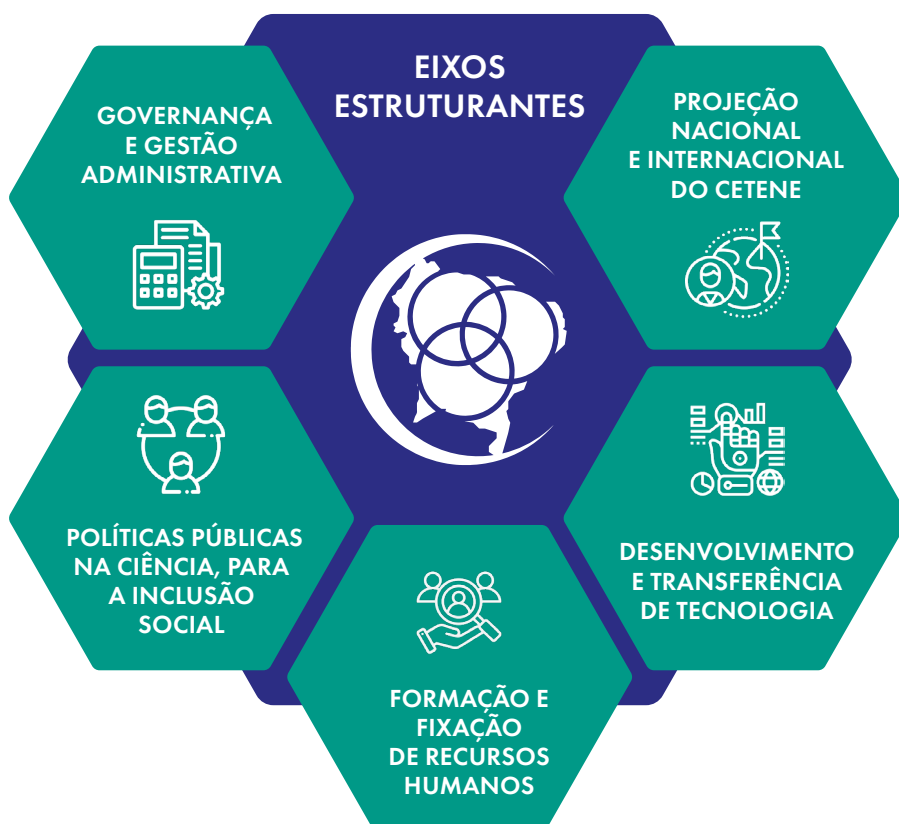 EIXOS
ESTRUTURANTES
GOVERNANÇA
E GESTÃO
ADMINISTRATIVA
PROJEÇÃO
NACIONAL
E INTERNACIONAL
DO CETENE
POLÍTICAS PÚBLICAS
NA CIÊNCIA, PARA
A INCLUSÃO
SOCIAL
DESENVOLVIMENTO
E TRANSFERÊNCIA
DE TECNOLOGIA
FORMAÇÃO E
FIXAÇÃO
DE RECURSOS
HUMANOS